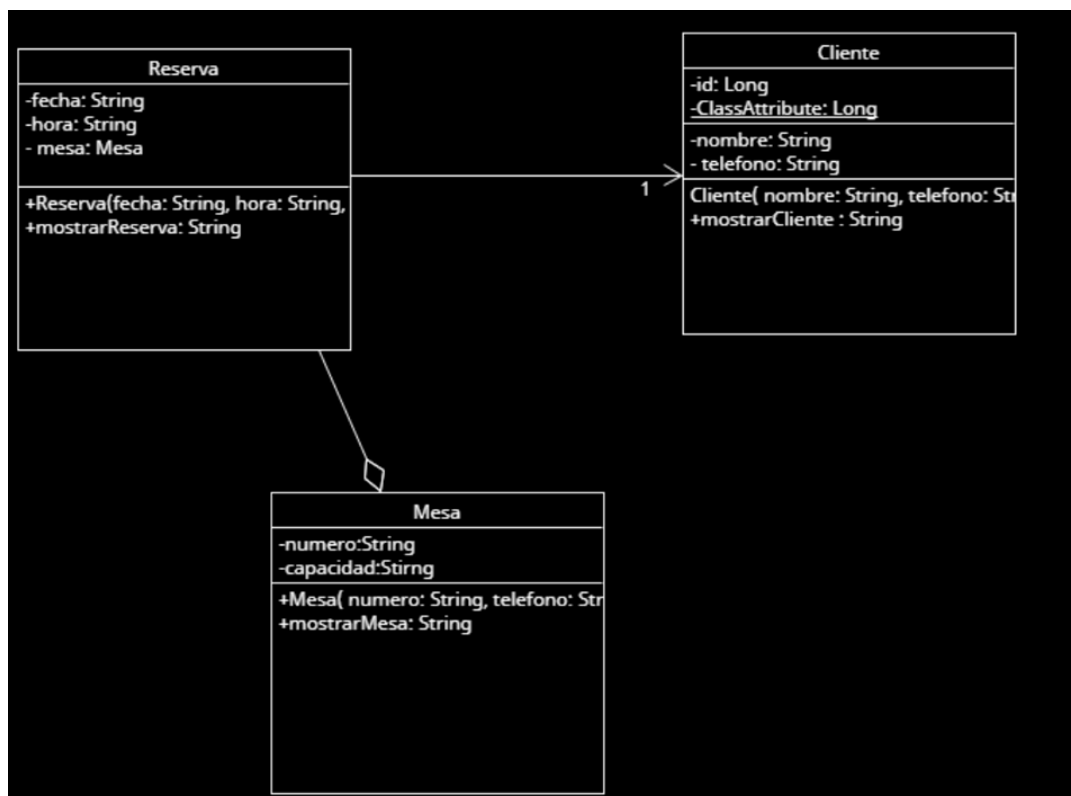 Reserva
-fecha: String
-hora: String
- mesa: Mesa
+Reserva(fecha: String, hora: String,
+mostrarReserva: String
1
Cliente
-id: Long
-ClassAttribute: Long
-nombre: String
- telefono: String
Cliente( nombre: String, telefono: Str
+mostrarCliente : String
Mesa
-numero:String
-capacidad:Stirng
+Mesa( numero: String, telefono: Str
+mostrarMesa: String